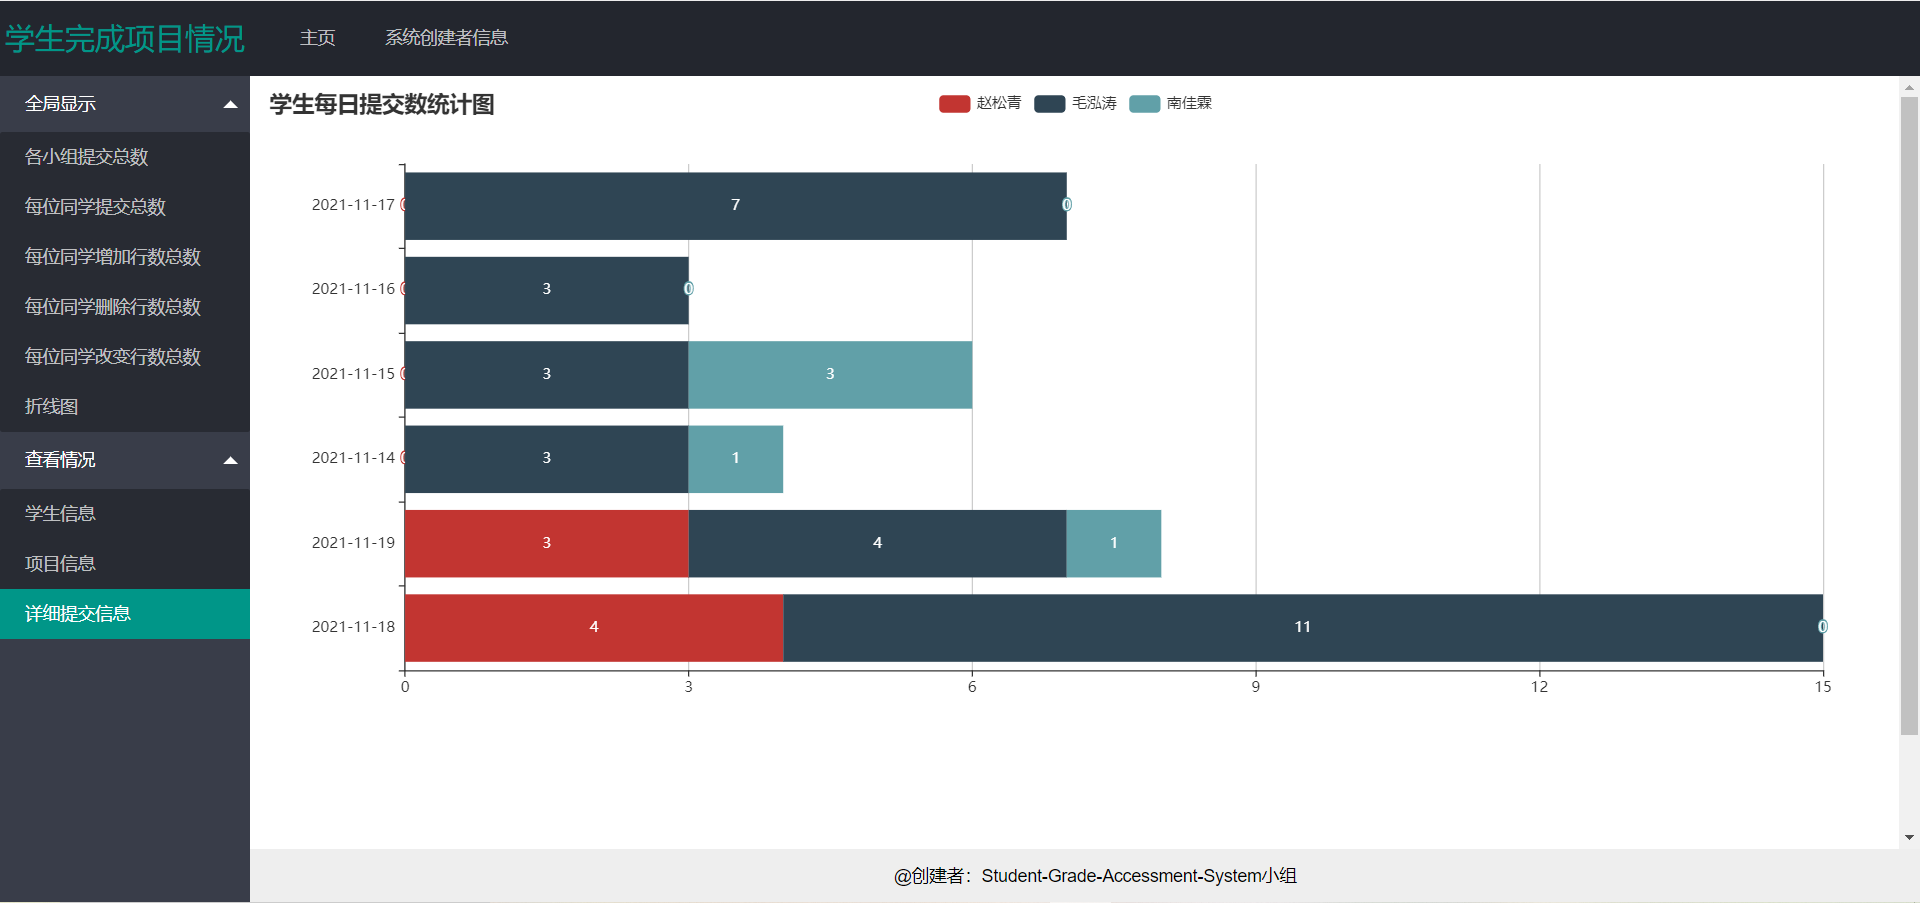 学生完成项目情况 主页 系统创建者信息
全局显示
各小组提交总数
每位同学提交总数
每位同学增加行数总数
每位同学删除行数总数
每位同学改变行数总数
折线图
查看情况
学生信息
项目信息
详细提交信息
学生每日提交数统计图
赵松青 毛泓涛 南佳霖
2021-11-17 0 7 0
2021-11-16 0 3 0
2021-11-15 0 3 3
2021-11-14 0 3 1
2021-11-19 3 4 1
2021-11-18 4 11 0
0 3 6 9 12 15
@创建者：Student-Grade-Accessment-System小组